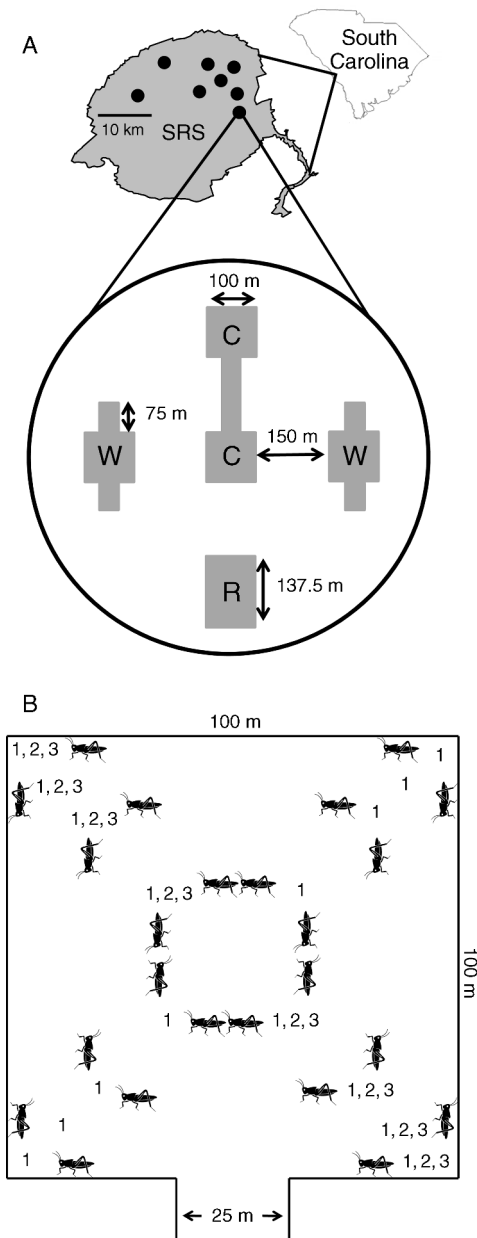 A
South
Carolina
10 km
SRS
100 m
C
75 m
150 m
W
C
W
R
137.5 m
B
100 m
1, 2, 3
1
1, 2, 3
1
1, 2, 3
1
1, 2, 3
1
100 m
1
1, 2, 3
1
1, 2, 3
1
1, 2, 3
1
1, 2, 3
25 m